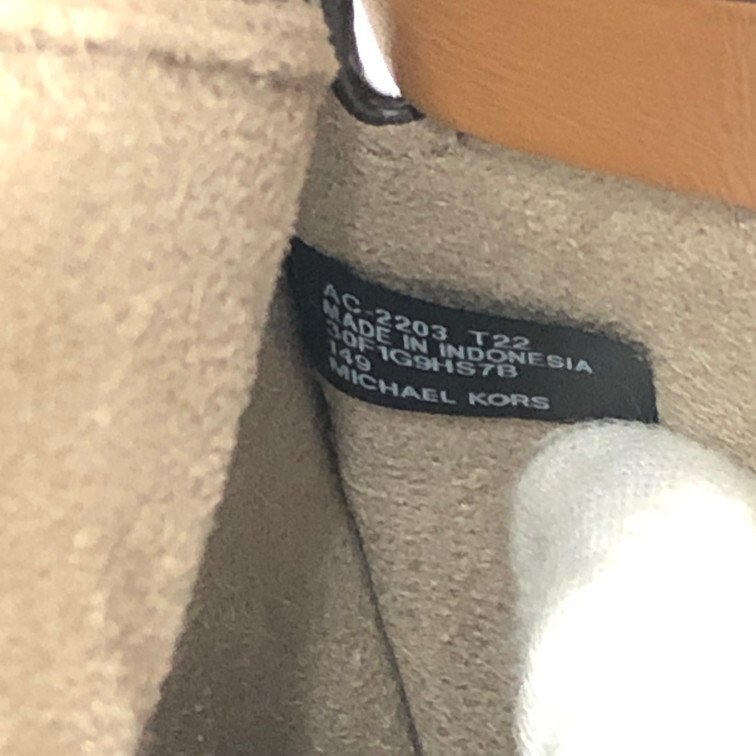 AC-2203 T22
MADE IN INDONESIA
30F1G9HS7B
149
MICHAEL KORS